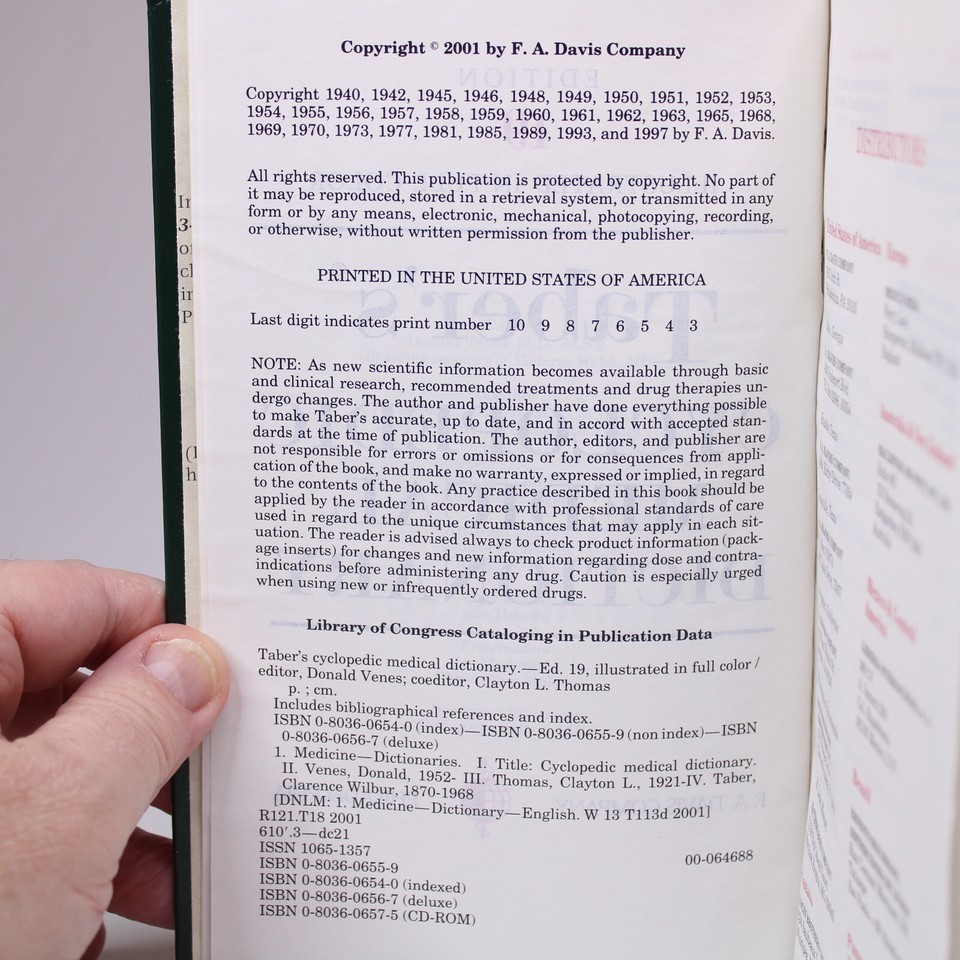 Copyright © 2001 by F. A. Davis Company
Copyright 1940, 1942, 1945, 1946, 1948, 1949, 1950, 1951, 1952, 1953,
1954, 1955, 1956, 1957, 1958, 1959, 1960, 1961, 1962, 1963, 1965, 1968,
1969, 1970, 1973, 1977, 1981, 1985, 1989, 1993, and 1997 by F. A. Davis.
All rights reserved. This publication is protected by copyright. No part of
it may be reproduced, stored in a retrieval system, or transmitted in any
form or by any means, electronic, mechanical, photocopying, recording,
or otherwise, without written permission from the publisher.
PRINTED IN THE UNITED STATES OF AMERICA
Last digit indicates print number 10 9 8 7 6 5 4 3
NOTE: As new scientific information becomes available through basic
and clinical research, recommended treatments and drug therapies un-
dergo changes. The author and publisher have done everything possible
to make Taber's accurate, up to date, and in accord with accepted stan-
dards at the time of publication. The author, editors, and publisher are
not responsible for errors or omissions or for consequences from appli-
cation of the book, and make no warranty, expressed or implied, in regard
to the contents of the book. Any practice described in this book should be
applied by the reader in accordance with professional standards of care
used in regard to the unique circumstances that may apply in each sit-
uation. The reader is advised always to check product information (pack-
age inserts) for changes and new information regarding dose and contra-
indications before administering any drug. Caution is especially urged
when using new or infrequently ordered drugs.
Library of Congress Cataloging in Publication Data
Taber's cyclopedic medical dictionary.—Ed. 19, illustrated in full color /
editor, Donald Venes; coeditor, Clayton L. Thomas
p. ; cm.
Includes bibliographical references and index.
ISBN 0-8036-0654-0 (index)—ISBN 0-8036-0655-9 (non index)—ISBN
0-8036-0656-7 (deluxe)
1. Medicine—Dictionaries. I. Title: Cyclopedic medical dictionary.
II. Venes, Donald, 1952- III. Thomas, Clayton L., 1921-IV. Taber,
Clarence Wilbur, 1870-1968
[DNLM: 1. Medicine—Dictionary—English. W 13 T113d 2001]
R121.T18 2001
610'.3—dc21
ISSN 1065-1357
ISBN 0-8036-0655-9
00-064688
ISBN 0-8036-0654-0 (indexed)
ISBN 0-8036-0656-7 (deluxe)
ISBN 0-8036-0657-5 (CD-ROM)
DISTRIBUTORS
United States of America
Europe